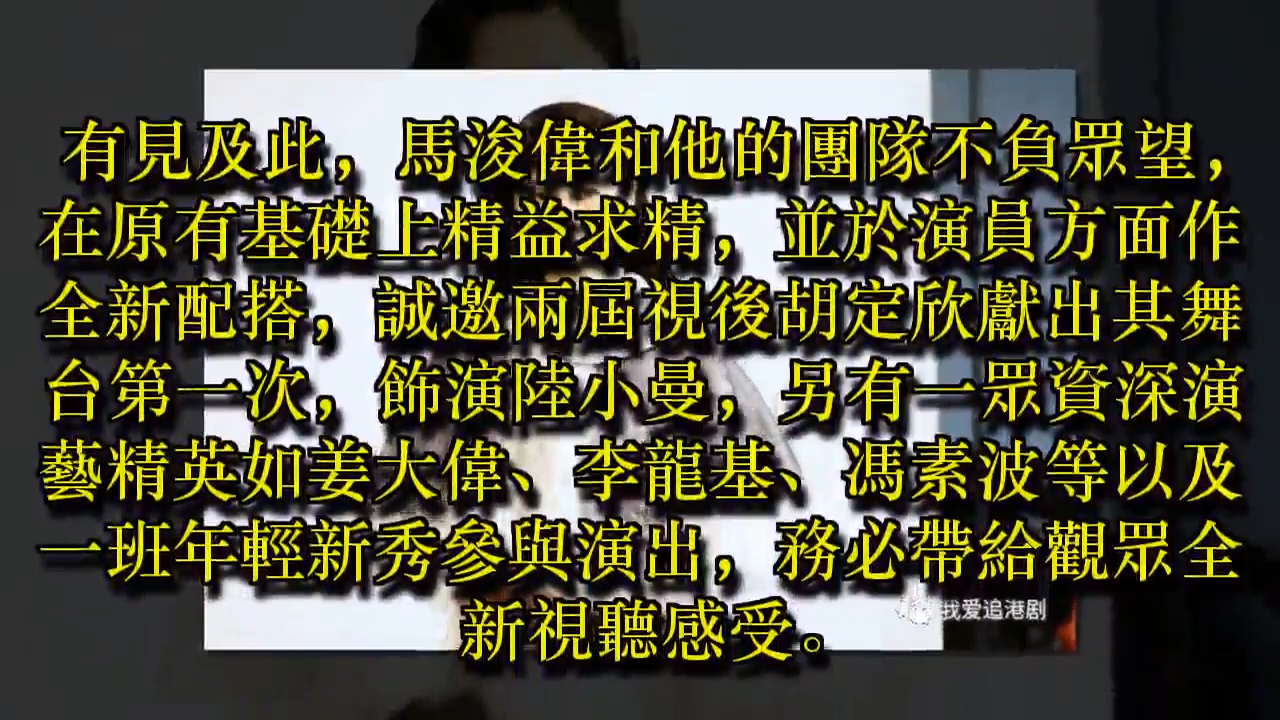 有見及此，馬浚偉和他的團隊不負眾望，
在原有基礎上精益求精，並於演員方面作
全新配搭，誠邀兩屆視後胡定欣獻出其舞
台第一次，飾演陸小曼，另有一眾資深演
藝精英如姜大偉、李龍基、馮素波等以及
一班年輕新秀參與演出，務必帶給觀眾全
新視聽感受。
我爱追港剧